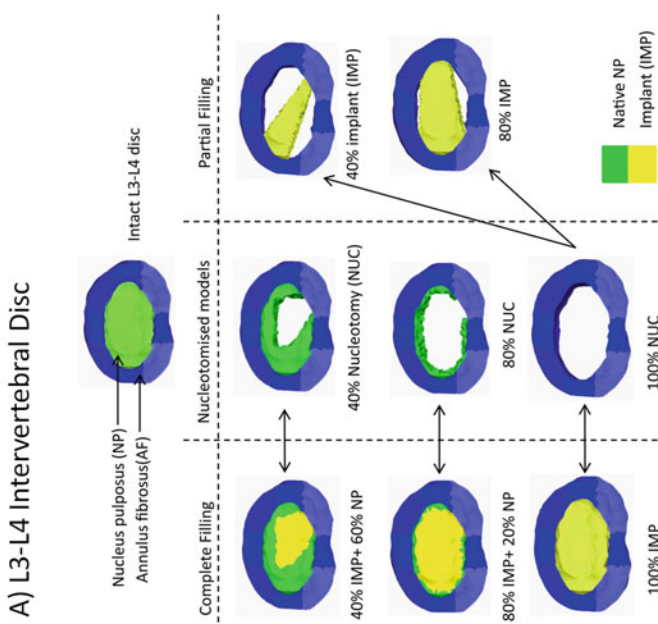 A) L3-L4 Intervertebral Disc
Nucleus pulposus (NP)
Annulus fibrosus(AF)
Intact L3-L4 disc
Complete Filling
Nucleotomised models
Partial Filling
40% IMP+ 60% NP
40% Nucleotomy (NUC)
40% implant (IMP)
80% IMP+ 20% NP
80% NUC
80% IMP
100% IMP
100% NUC
Native NP
Implant (IMP)